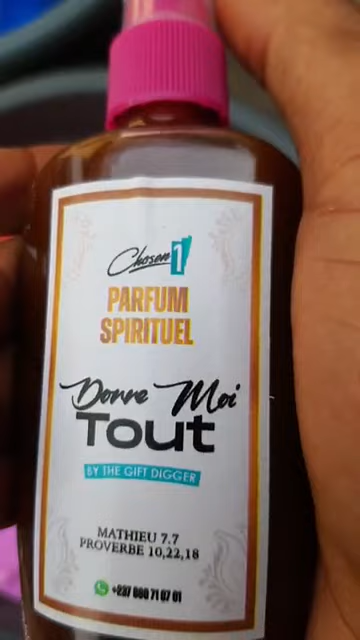 Chosen 1
PARFUM
SPIRITUEL
Donne Moi
Tout
BY THE GIFT DIGGER
MATHIEU 7.7
PROVERBE 10,22,18